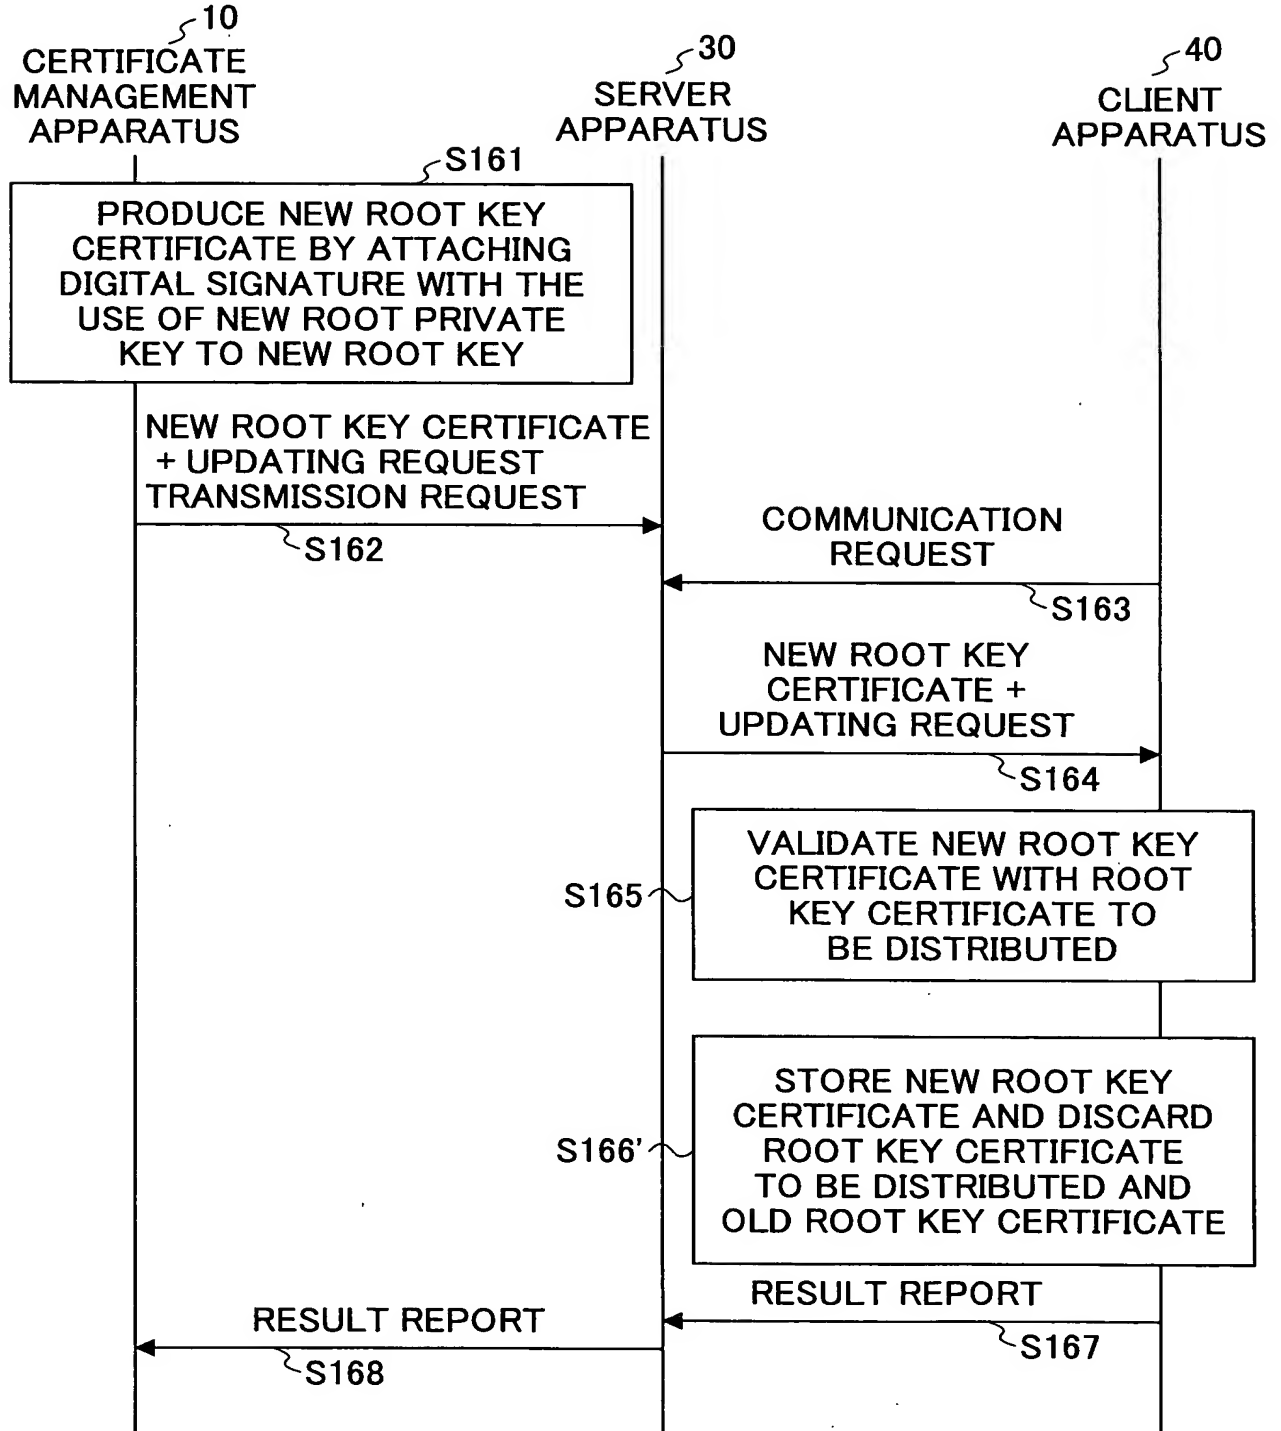 10
CERTIFICATE
MANAGEMENT
APPARATUS
30
SERVER
APPARATUS
40
CLIENT
APPARATUS
S161
PRODUCE NEW ROOT KEY
CERTIFICATE BY ATTACHING
DIGITAL SIGNATURE WITH THE
USE OF NEW ROOT PRIVATE
KEY TO NEW ROOT KEY
NEW ROOT KEY CERTIFICATE
+ UPDATING REQUEST
TRANSMISSION REQUEST
S162
COMMUNICATION
REQUEST
S163
NEW ROOT KEY
CERTIFICATE +
UPDATING REQUEST
S164
VALIDATE NEW ROOT KEY
CERTIFICATE WITH ROOT
KEY CERTIFICATE TO
BE DISTRIBUTED
S165
STORE NEW ROOT KEY
CERTIFICATE AND DISCARD
ROOT KEY CERTIFICATE
TO BE DISTRIBUTED AND
OLD ROOT KEY CERTIFICATE
S166'
RESULT REPORT
S167
RESULT REPORT
S168